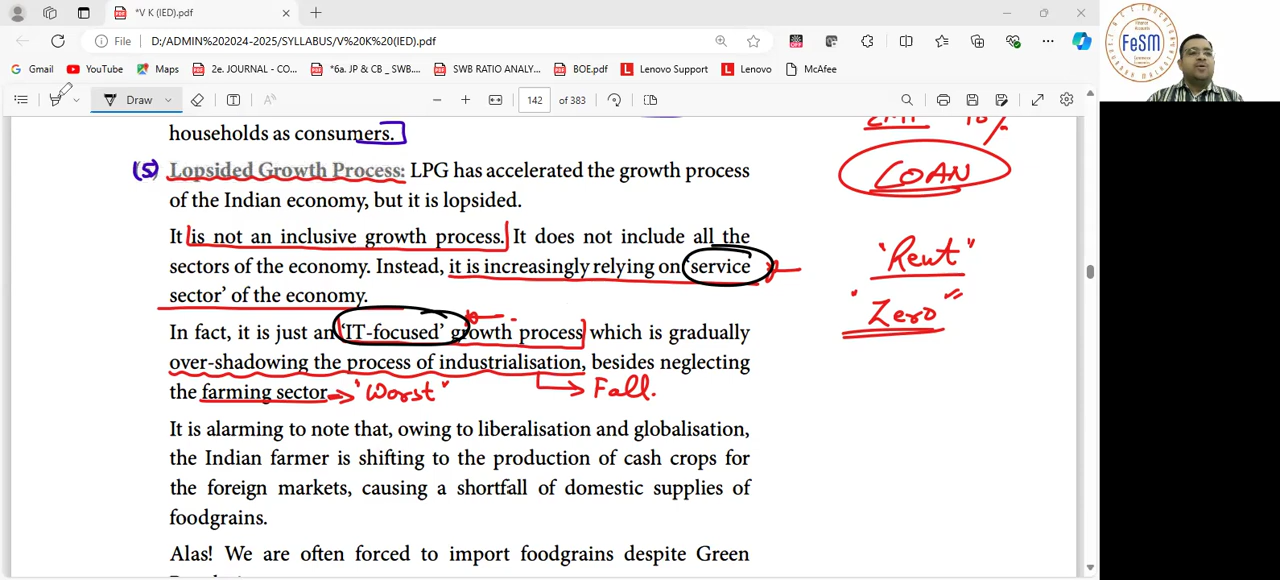 *V K (IED).pdf
File
D:/ADMIN%202024-2025/SYLLABUS/V%20K%20(IED).pdf
Gmail
YouTube
Maps
2e. JOURNAL - CO...
*6a. JP & CB _ SWB....
SWB RATIO ANALY...
BOE.pdf
Lenovo Support
Lenovo
McAfee
Draw
142 of 383
households as consumers.
(5) Lopsided Growth Process: LPG has accelerated the growth process
of the Indian economy, but it is lopsided.
It is not an inclusive growth process. It does not include all the
sectors of the economy. Instead, it is increasingly relying on 'service
sector' of the economy.
In fact, it is just an 'IT-focused' growth process which is gradually
over-shadowing the process of industrialisation, besides neglecting
the farming sector → "Worst" → Fall.
It is alarming to note that, owing to liberalisation and globalisation,
the Indian farmer is shifting to the production of cash crops for
the foreign markets, causing a shortfall of domestic supplies of
foodgrains.
Alas! We are often forced to import foodgrains despite Green
LOAN
"Rent"
"Zero"
FeSM